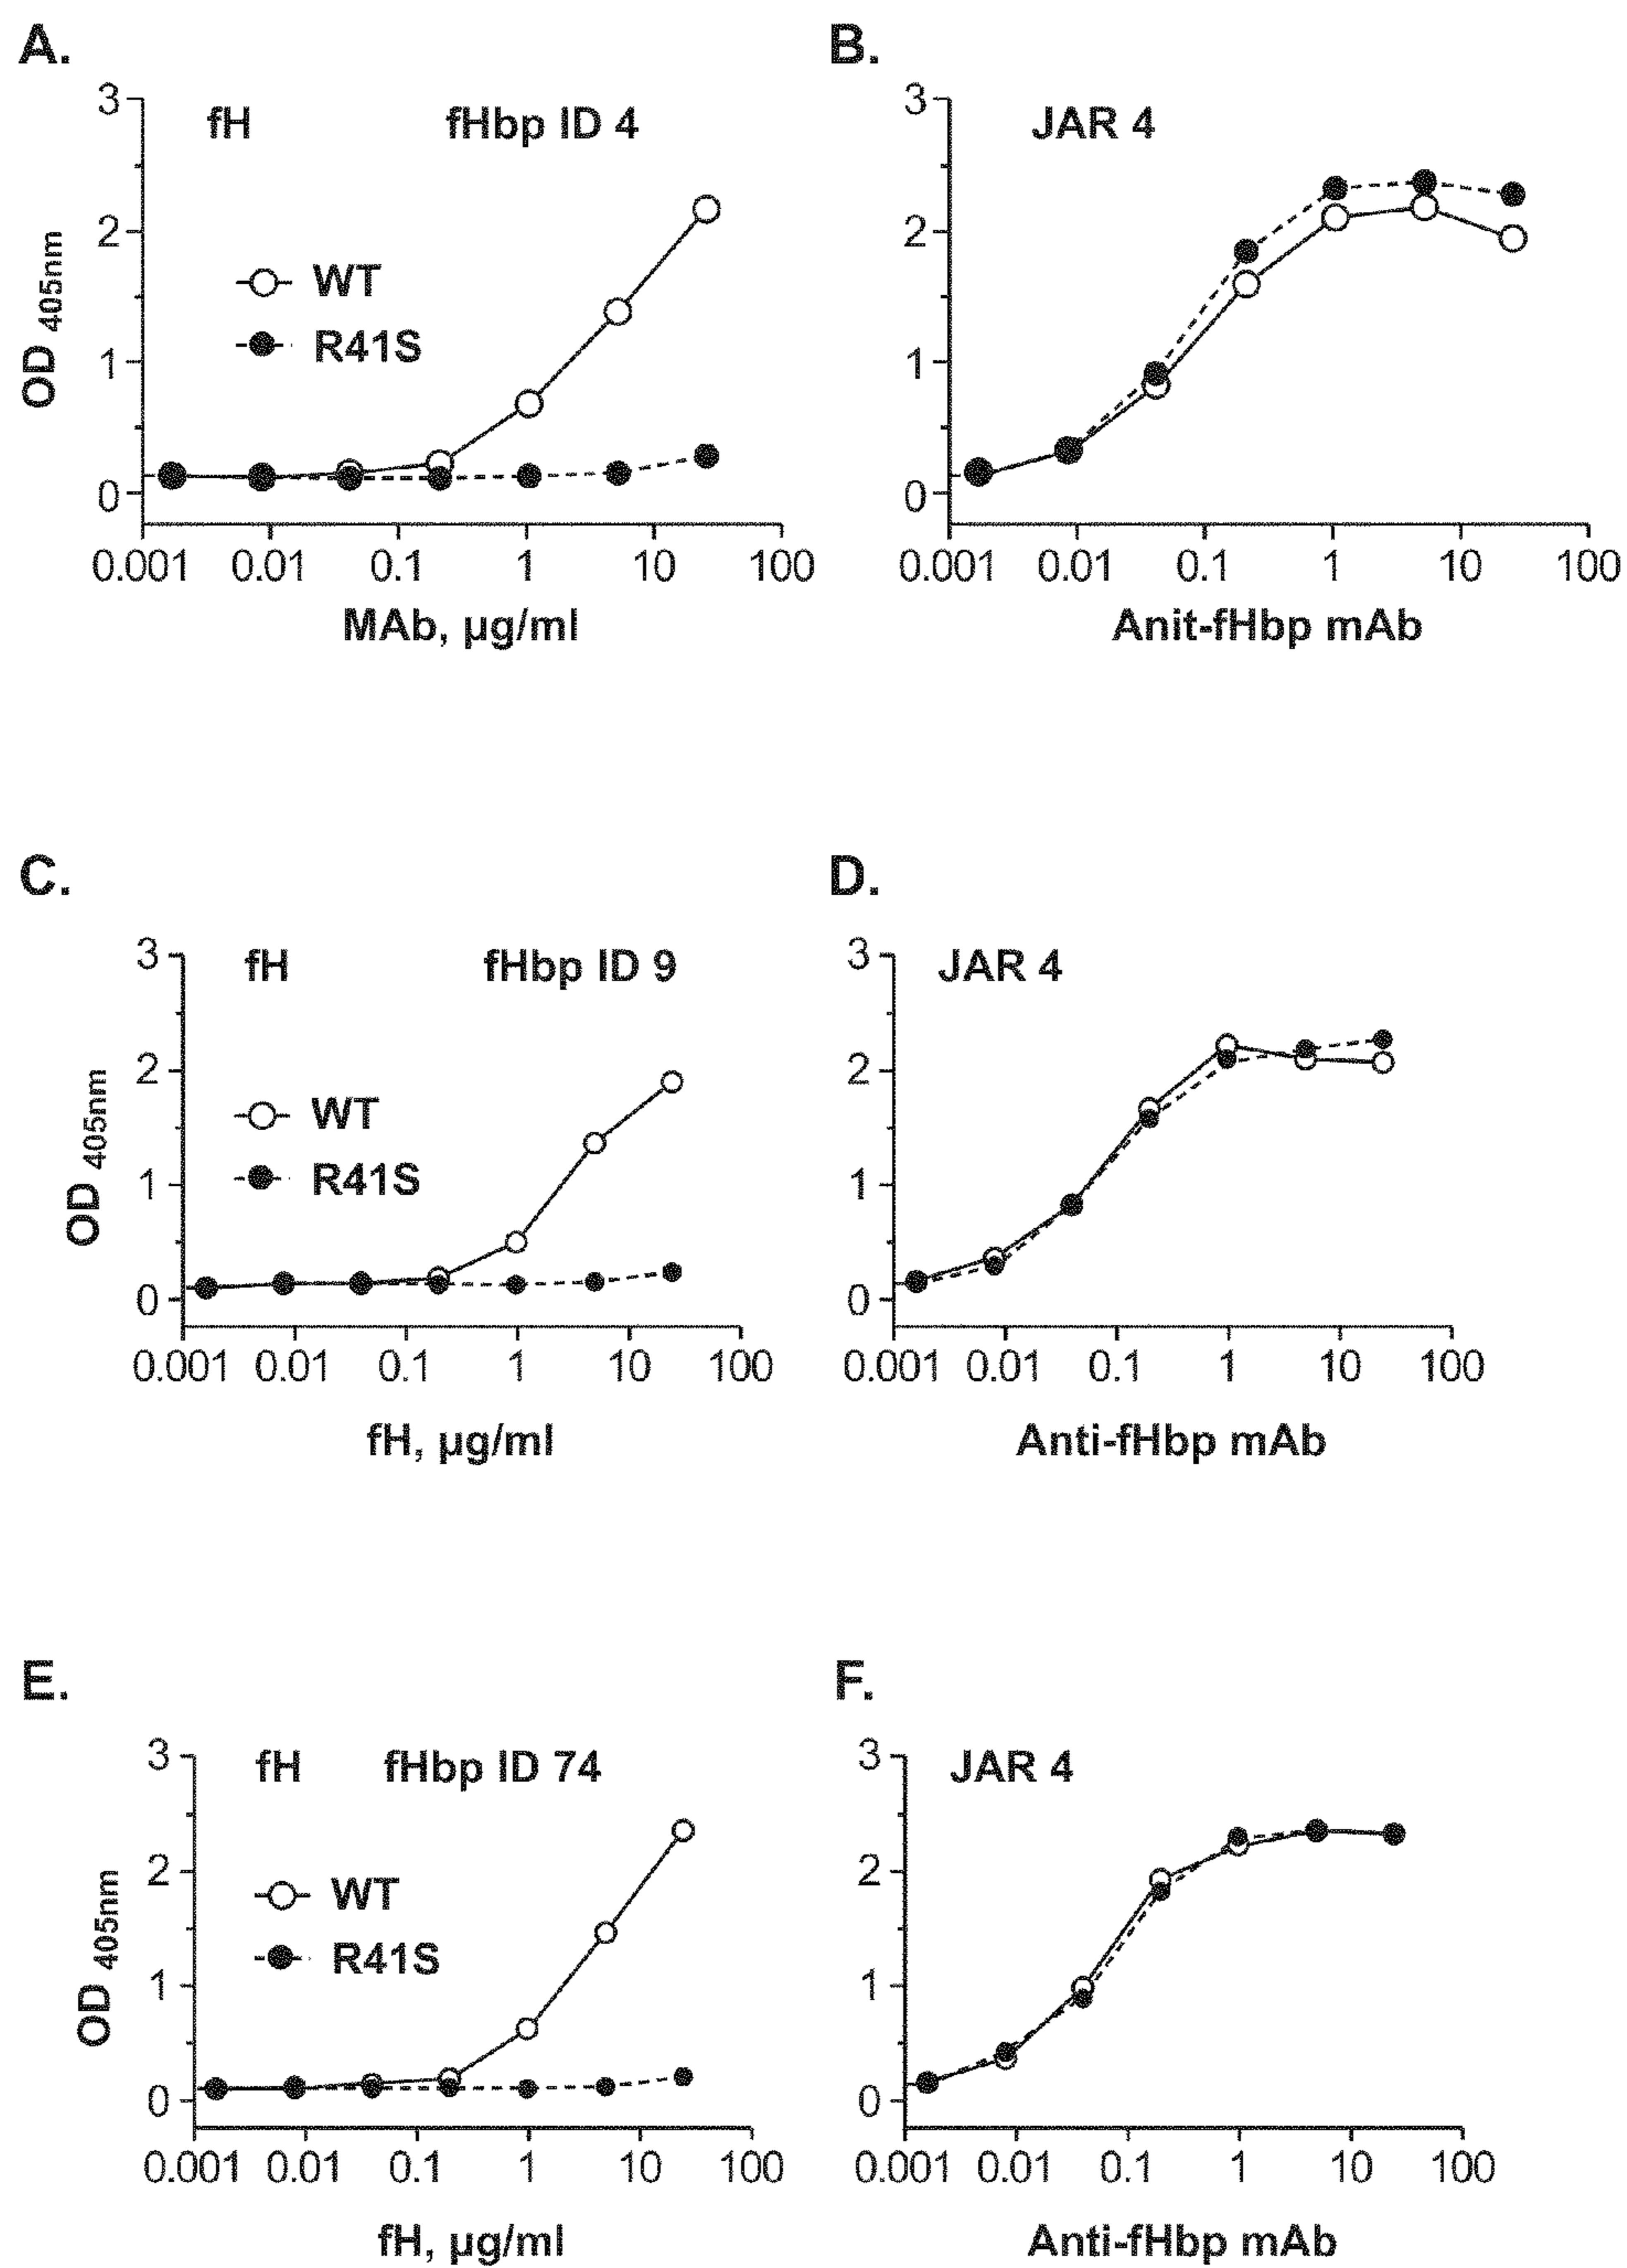 A.
fH fHbp ID 4
3
2
1
0
OD 405nm
WT
R41S
0.001 0.01 0.1 1 10 100
MAb, µg/ml
B.
JAR 4
3
2
1
0
0.001 0.01 0.1 1 10 100
Anit-fHbp mAb
C.
fH fHbp ID 9
3
2
1
0
OD 405nm
WT
R41S
0.001 0.01 0.1 1 10 100
fH, µg/ml
D.
JAR 4
3
2
1
0
0.001 0.01 0.1 1 10 100
Anti-fHbp mAb
E.
fH fHbp ID 74
3
2
1
0
OD 405nm
WT
R41S
0.001 0.01 0.1 1 10 100
fH, µg/ml
F.
JAR 4
3
2
1
0
0.001 0.01 0.1 1 10 100
Anti-fHbp mAb